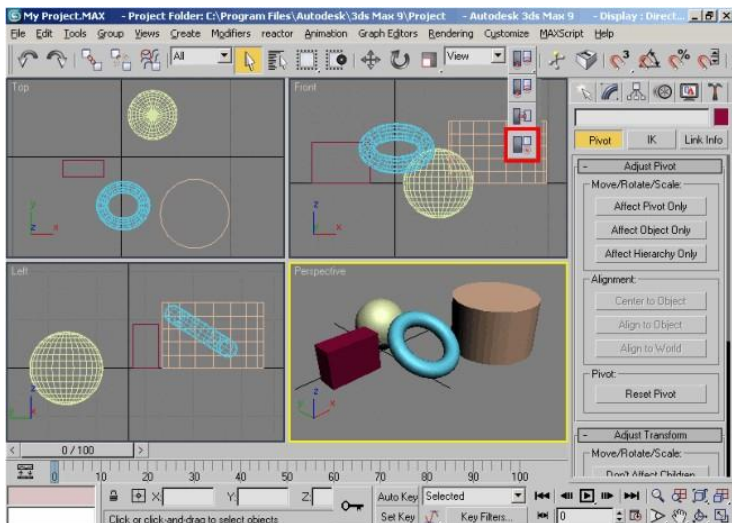 My Project.MAX - Project Folder: C:\Program Files\Autodesk\3ds Max 9\Project - Autodesk 3ds Max 9 - Display : Direct...
File Edit Tools Group Views Create Modifiers reactor Animation Graph Editors Rendering Customize MAXScript Help
All View 3 %
Top
Front
Pivot IK Link Info
- Adjust Pivot
Move/Rotate/Scale:
Affect Pivot Only
Affect Object Only
Affect Hierarchy Only
Alignment:
Center to Object
Align to Object
Align to World
Pivot:
Reset Pivot
- Adjust Transform
Move/Rotate/Scale:
Don't Affect Children
y
z x
z
x
Left
Perspective
z
y
z
x
< 0 / 100 >
0 10 20 30 40 50 60 70 80 90 100
X: Y: Z: Auto Key Selected
Click or click-and-drag to select objects Set Key Key Filters... 0